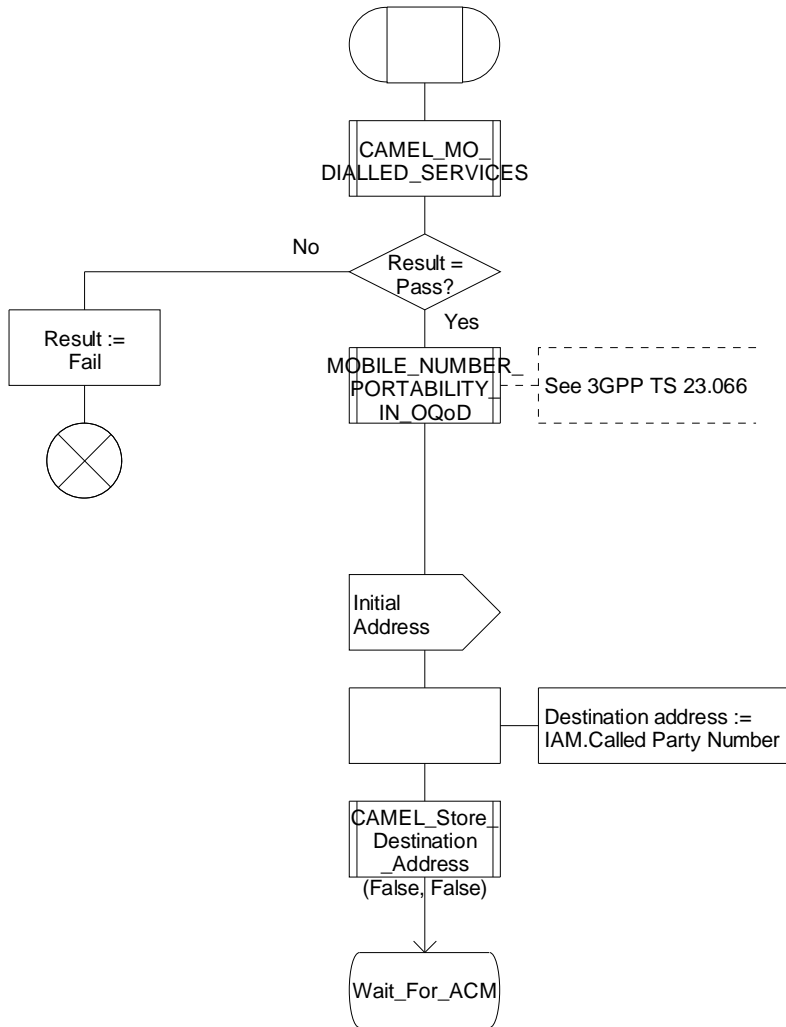 CAMEL_MO_
DIALLED_SERVICES
No
Result =
Pass?
Yes
Result :=
Fail
MOBILE_NUMBER_
PORTABILITY_
IN_OQoD
See 3GPP TS 23.066
Initial
Address
Destination address :=
IAM.Called Party Number
CAMEL_Store_
Destination
_Address
(False, False)
Wait_For_ACM